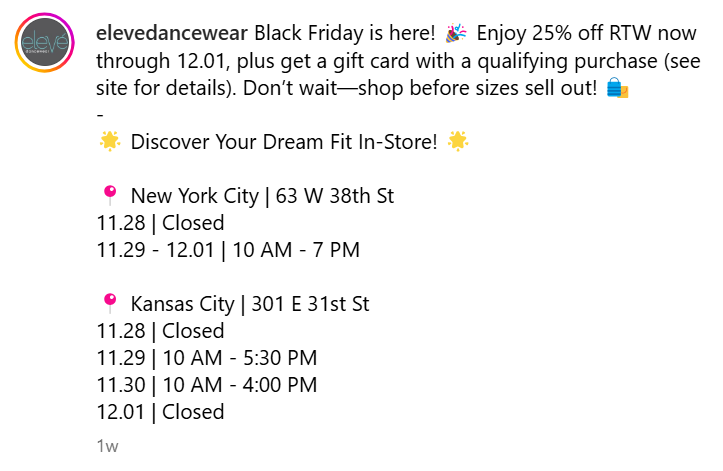 elevé
DANCEWEAR
elevedancewear Black Friday is here! 🎉 Enjoy 25% off RTW now
through 12.01, plus get a gift card with a qualifying purchase (see
site for details). Don’t wait—shop before sizes sell out! 🛍️
-
🌟 Discover Your Dream Fit In-Store! 🌟
📍 New York City | 63 W 38th St
11.28 | Closed
11.29 - 12.01 | 10 AM - 7 PM
📍 Kansas City | 301 E 31st St
11.28 | Closed
11.29 | 10 AM - 5:30 PM
11.30 | 10 AM - 4:00 PM
12.01 | Closed
1w